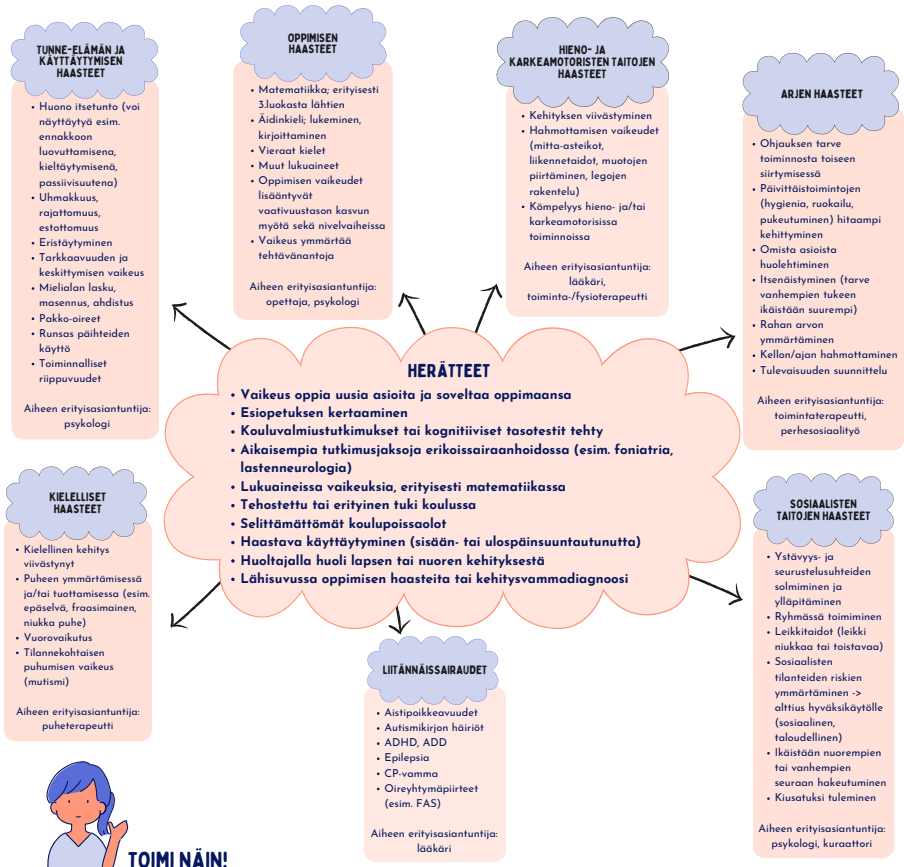 TUNNE-ELÄMÄN JA
KÄYTTÄYTYMISEN
HAASTEET
• Huono itsetunto (voi
näyttäytyä esim.
ennakkoon
luovuttamisena,
kieltäytymisenä,
passiivisuutena)
• Uhmakkuus,
rajattomuus,
estottomuus
• Eristäytyminen
• Tarkkaavuuden ja
keskittymisen vaikeus
• Mielialan lasku,
masennus, ahdistus
• Pakko-oireet
• Runsas päihteiden
käyttö
• Toiminnalliset
riippuvuudet
Aiheen erityisasiantuntija:
psykologi
OPPIMISEN
HAASTEET
• Matematiikka; erityisesti
3.luokasta lähtien
• Äidinkieli; lukeminen,
kirjoittaminen
• Vieraat kielet
• Muut lukuaineet
• Oppimisen vaikeudet
lisääntyvät
vaativuustason kasvun
myötä sekä nivelvaiheissa
• Vaikeus ymmärtää
tehtävänantoja
Aiheen erityisasiantuntija:
opettaja, psykologi
HIENO- JA
KARKEAMOTORISTEN TAITOJEN
HAASTEET
• Kehityksen viivästyminen
• Hahmottamisen vaikeudet
(mitta-asteikot,
liikennetaidot, muotojen
piirtäminen, legojen
rakentelu)
• Kömpelyys hieno- ja/tai
karkeamotorisissa
toiminnoissa
Aiheen erityisasiantuntija:
lääkäri,
toiminta-/fysioterapeutti
ARJEN HAASTEET
• Ohjauksen tarve
toiminnosta toiseen
siirtymisessä
• Päivittäistoimintojen
(hygienia, ruokailu,
pukeutuminen) hitaampi
kehittyminen
• Omista asioista
huolehtiminen
• Itsenäistyminen (tarve
vanhempien tukeen
ikäistään suurempi)
• Rahan arvon
ymmärtäminen
• Kellon/ajan hahmottaminen
• Tulevaisuuden suunnittelu
Aiheen erityisasiantuntija:
toimintaterapeutti,
perhesosiaalityö
HERÄTTEET
• Vaikeus oppia uusia asioita ja soveltaa oppimaansa
• Esiopetuksen kertaaminen
• Kouluvalmiustutkimukset tai kognitiiviset tasotestit tehty
• Aikaisempia tutkimusjaksoja erikoissairaanhoidossa (esim. foniatria,
lastenneurologia)
• Lukuaineissa vaikeuksia, erityisesti matematiikassa
• Tehostettu tai erityinen tuki koulussa
• Selittämättömät koulupoissaolot
• Haastava käyttäytyminen (sisään- tai ulospäinsuuntautunutta)
• Huoltajalla huoli lapsen tai nuoren kehityksestä
• Lähisuvussa oppimisen haasteita tai kehitysvammadiagnoosi
KIELELLISET
HAASTEET
• Kielellinen kehitys
viivästynyt
• Puheen ymmärtämisessä
ja/tai tuottamisessa (esim.
epäselvä, fraasimainen,
niukka puhe)
• Vuorovaikutus
• Tilannekohtaisen
puhumisen vaikeus
(mutismi)
Aiheen erityisasiantuntija:
puheterapeutti
LIITÄNNÄISSAIRAUDET
• Aistipoikkeavuudet
• Autismikirjon häiriöt
• ADHD, ADD
• Epilepsia
• CP-vamma
• Oireyhtymäpiirteet
(esim. FAS)
Aiheen erityisasiantuntija:
lääkäri
SOSIAALISTEN
TAITOJEN HAASTEET
• Ystävyys- ja
seurustelusuhteiden
solmiminen ja
ylläpitäminen
• Ryhmässä toimiminen
• Leikkitaidot (leikki
niukkaa tai toistavaa)
• Sosiaalisten
tilanteiden riskien
ymmärtäminen ->
alttius hyväksikäytölle
(sosiaalinen,
taloudellinen)
• Ikäistään nuorempien
tai vanhempien
seuraan hakeutuminen
• Kiusatuksi tuleminen
Aiheen erityisasiantuntija:
psykologi, kuraattori
TOIMI NÄIN!